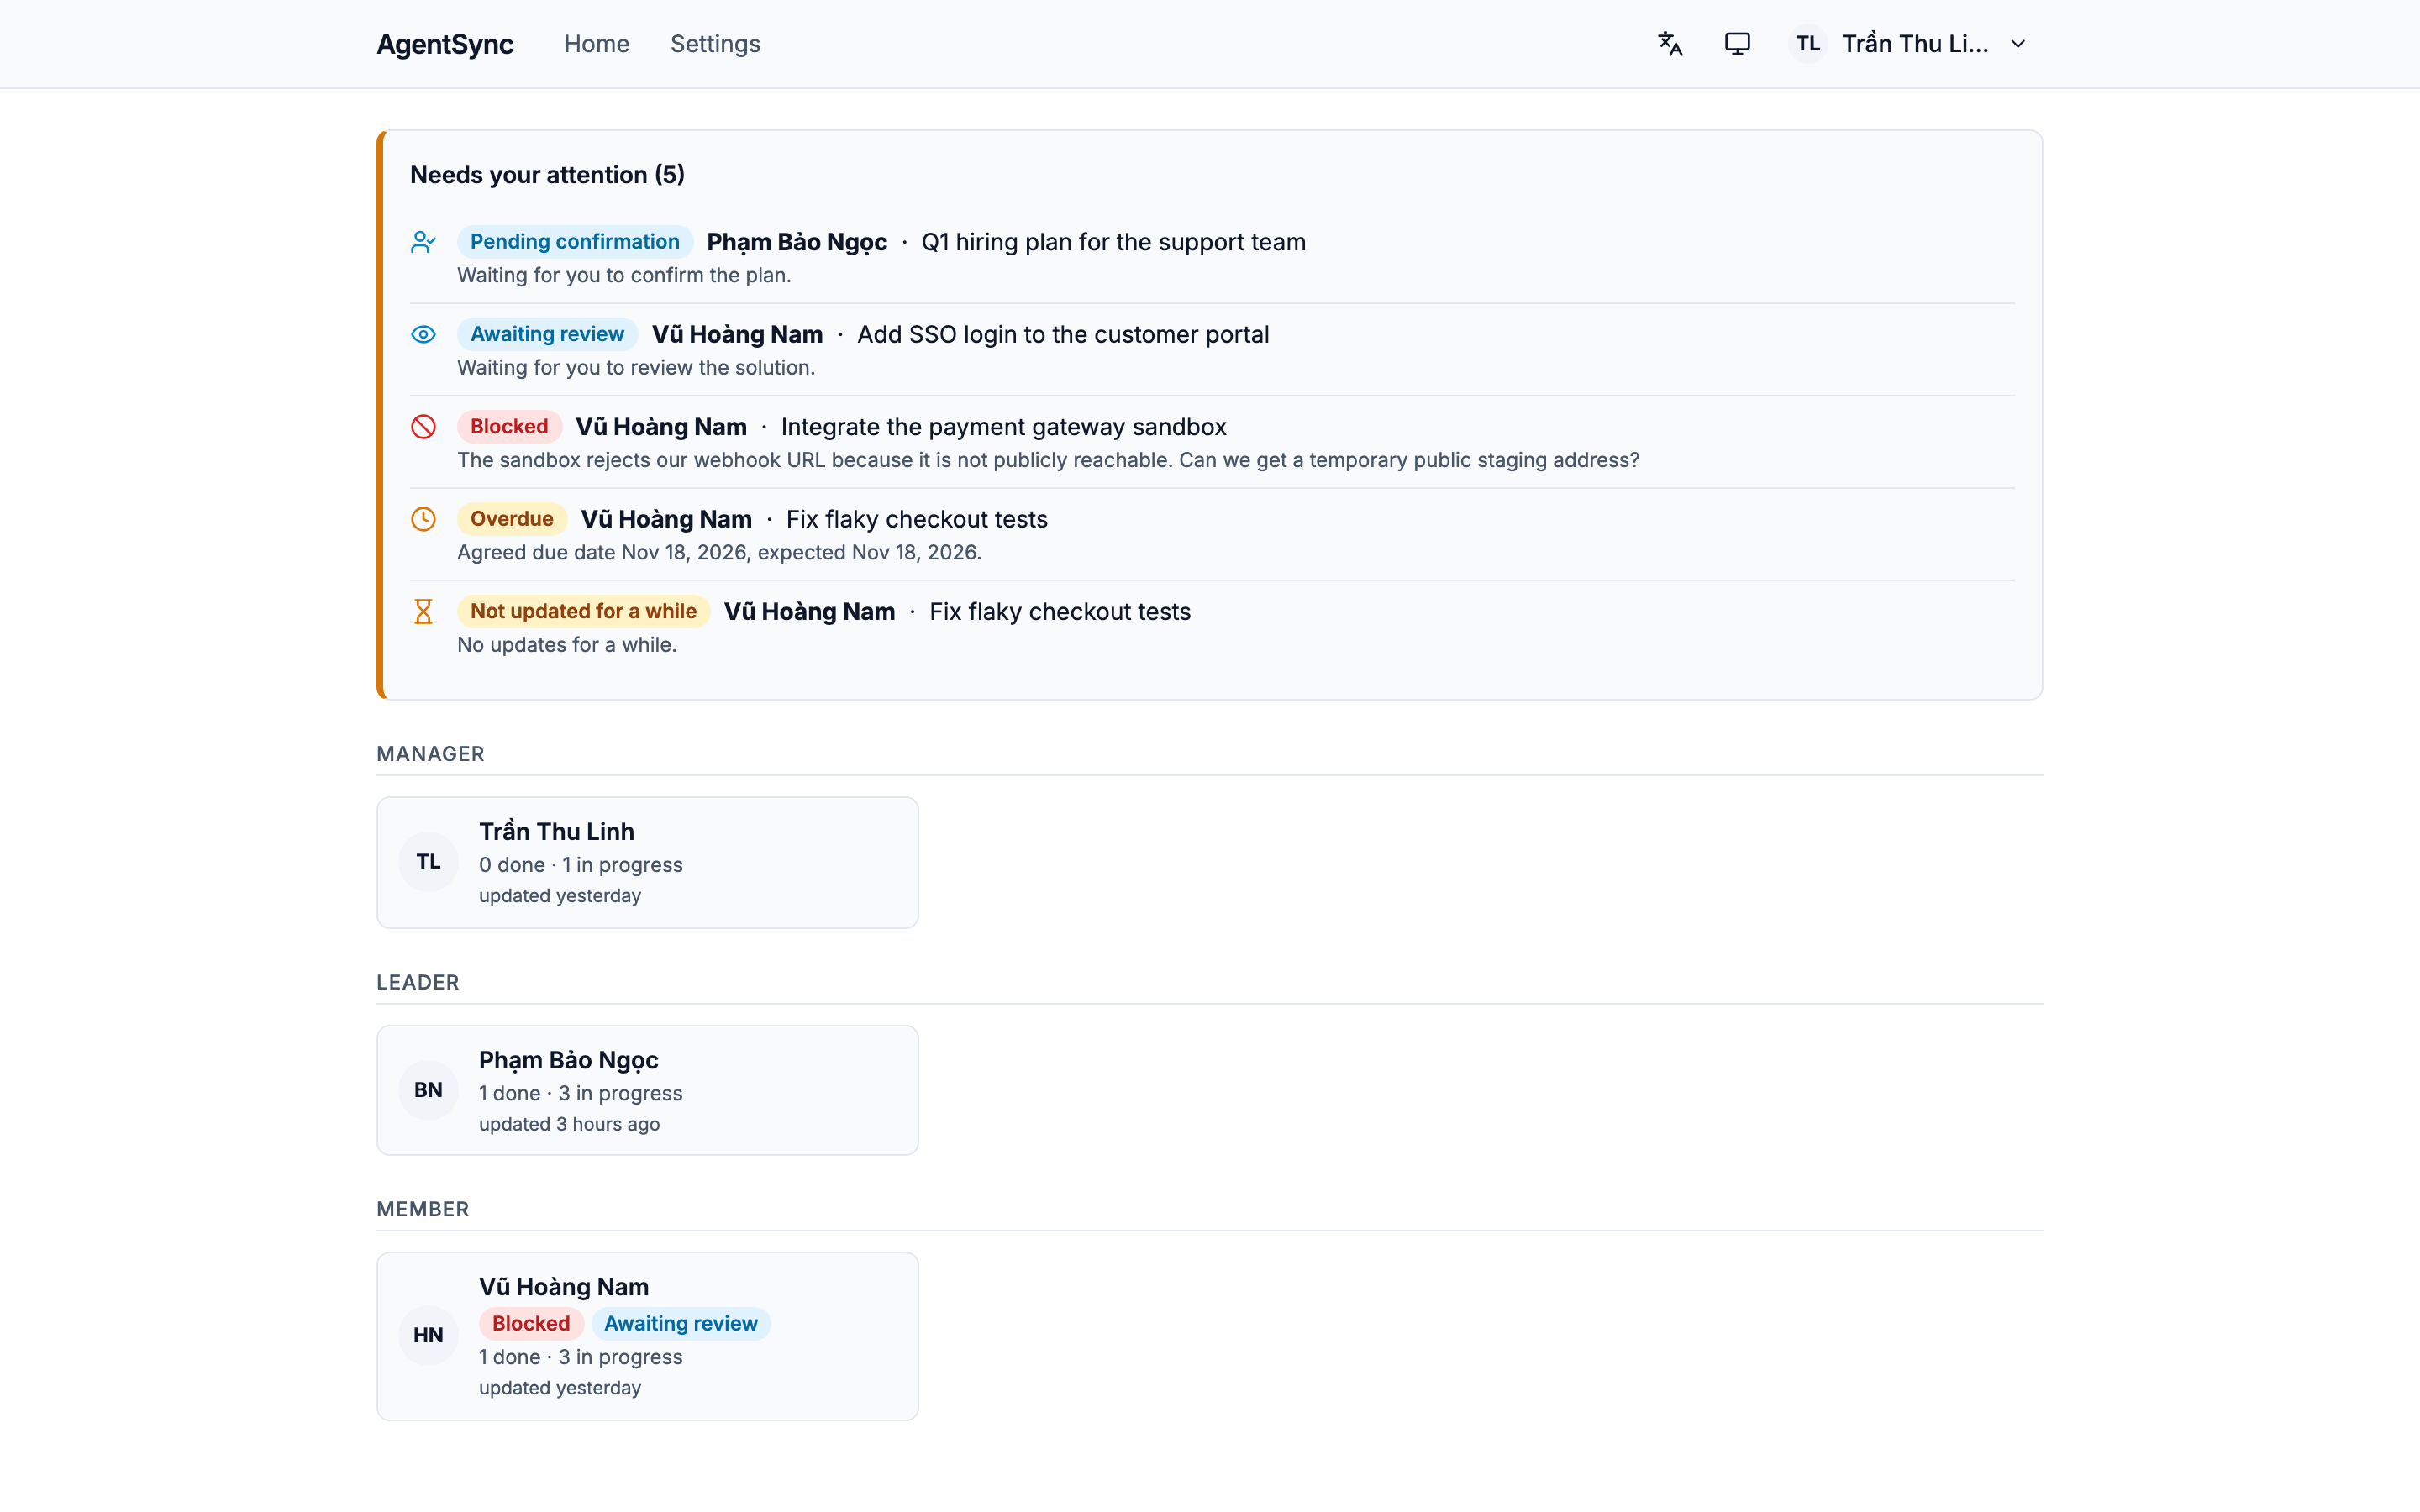 AgentSync Home Settings TL Trần Thu Li...
Needs your attention (5)
Pending confirmation Phạm Bảo Ngọc · Q1 hiring plan for the support team
Waiting for you to confirm the plan.
Awaiting review Vũ Hoàng Nam · Add SSO login to the customer portal
Waiting for you to review the solution.
Blocked Vũ Hoàng Nam · Integrate the payment gateway sandbox
The sandbox rejects our webhook URL because it is not publicly reachable. Can we get a temporary public staging address?
Overdue Vũ Hoàng Nam · Fix flaky checkout tests
Agreed due date Nov 18, 2026, expected Nov 18, 2026.
Not updated for a while Vũ Hoàng Nam · Fix flaky checkout tests
No updates for a while.
MANAGER
TL
Trần Thu Linh
0 done · 1 in progress
updated yesterday
LEADER
BN
Phạm Bảo Ngọc
1 done · 3 in progress
updated 3 hours ago
MEMBER
HN
Vũ Hoàng Nam
Blocked Awaiting review
1 done · 3 in progress
updated yesterday